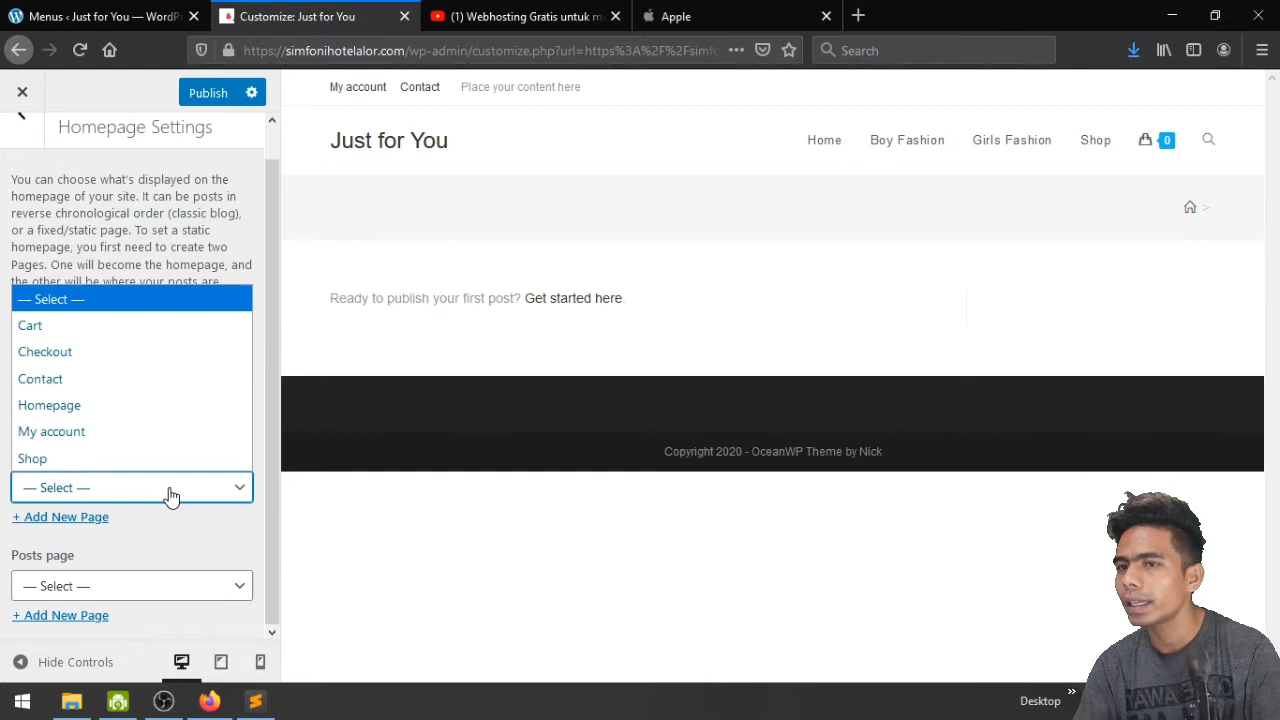 Menus ‹ Just for You — WordPr
Customize: Just for You
(1) Webhosting Gratis untuk me
Apple
https://simfonihotelalor.com/wp-admin/customize.php?url=https%3A%2F%2Fsimfo
Search
Publish
Homepage Settings
You can choose what's displayed on the
homepage of your site. It can be posts in
reverse chronological order (classic blog),
or a fixed/static page. To set a static
homepage, you first need to create two
Pages. One will become the homepage, and
the other will be where your posts are
— Select —
Cart
Checkout
Contact
Homepage
My account
Shop
— Select —
+ Add New Page
Posts page
— Select —
+ Add New Page
Hide Controls
My account Contact Place your content here
Just for You
Home Boy Fashion Girls Fashion Shop 0
>
Ready to publish your first post? Get started here.
Copyright 2020 - OceanWP Theme by Nick
Desktop